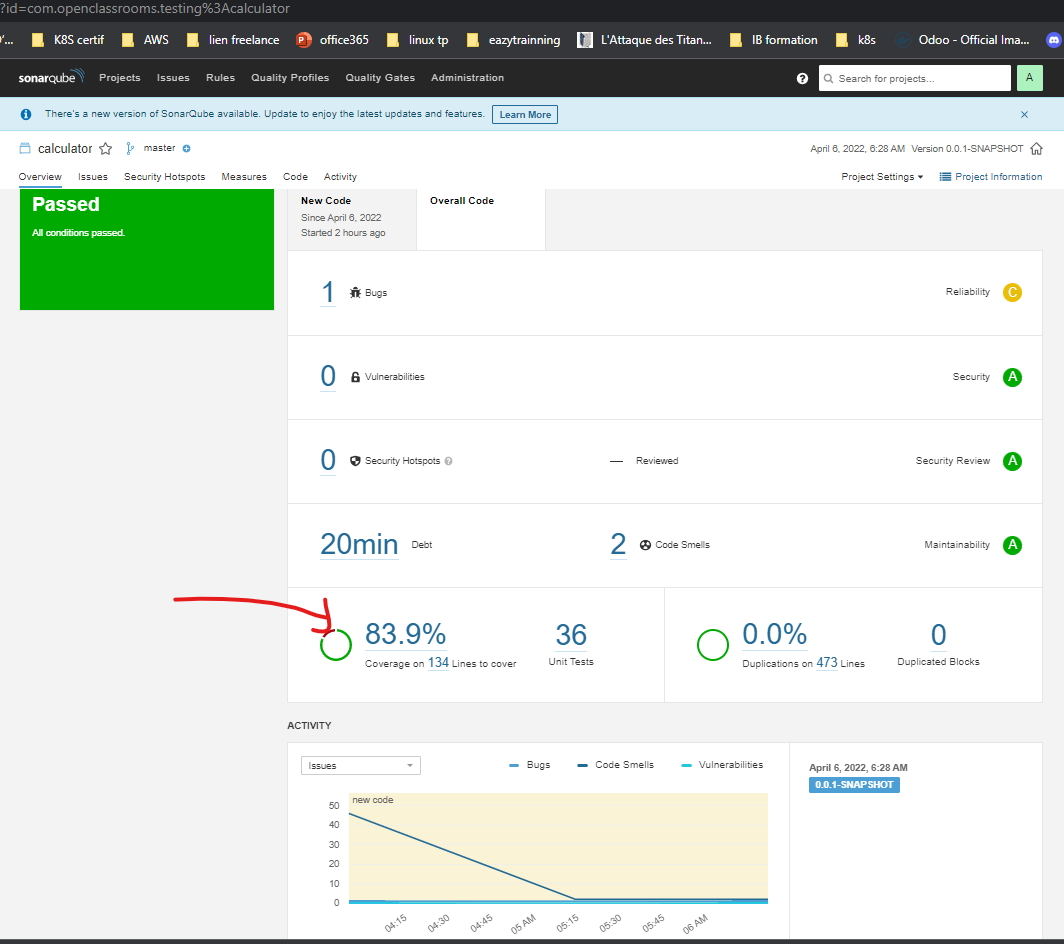 ?id=com.openclassrooms.testing%3Acalculator
K8S certif AWS lien freelance office365 linux tp eazytrainning L'Attaque des Titan... IB formation k8s Odoo - Official Ima...
sonarqube Projects Issues Rules Quality Profiles Quality Gates Administration ? Search for projects... A
There's a new version of SonarQube available. Update to enjoy the latest updates and features. Learn More
calculator master April 6, 2022, 6:28 AM Version 0.0.1-SNAPSHOT
Overview Issues Security Hotspots Measures Code Activity Project Settings Project Information
Passed
All conditions passed.
New Code
Since April 6, 2022
Started 2 hours ago
Overall Code
1 Bugs Reliability C
0 Vulnerabilities Security A
0 Security Hotspots ? — Reviewed Security Review A
20min Debt 2 Code Smells Maintainability A
83.9%
Coverage on 134 Lines to cover
36
Unit Tests
0.0%
Duplications on 473 Lines
0
Duplicated Blocks
ACTIVITY
Issues Bugs Code Smells Vulnerabilities
new code
50
40
30
20
10
0
04:15 04:30 04:45 05 AM 05:15 05:30 05:45 06 AM
April 6, 2022, 6:28 AM
0.0.1-SNAPSHOT